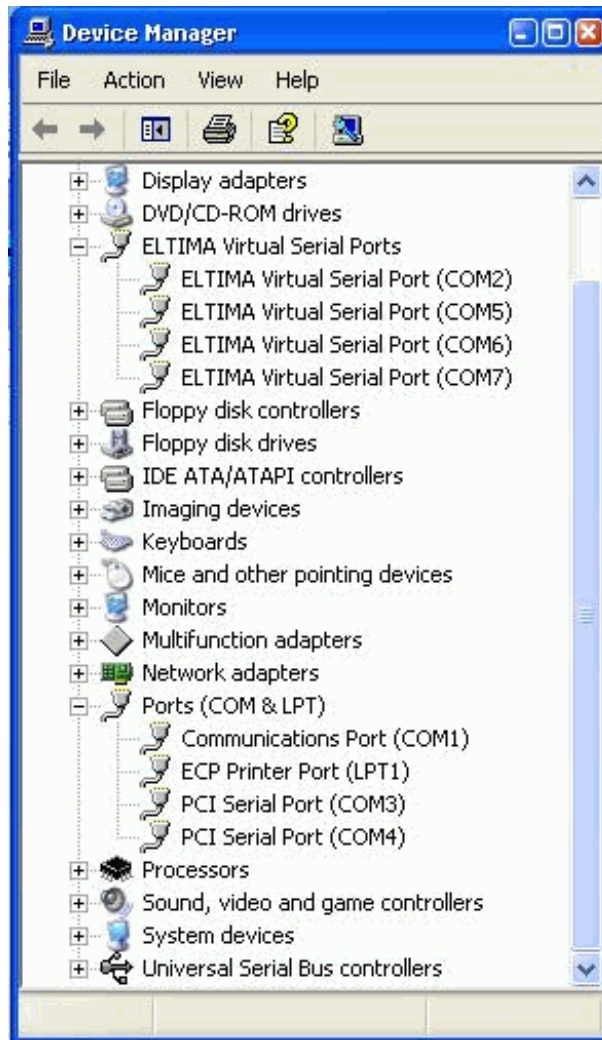 Device Manager
File Action View Help
Display adapters
DVD/CD-ROM drives
ELTIMA Virtual Serial Ports
ELTIMA Virtual Serial Port (COM2)
ELTIMA Virtual Serial Port (COM5)
ELTIMA Virtual Serial Port (COM6)
ELTIMA Virtual Serial Port (COM7)
Floppy disk controllers
Floppy disk drives
IDE ATA/ATAPI controllers
Imaging devices
Keyboards
Mice and other pointing devices
Monitors
Multifunction adapters
Network adapters
Ports (COM & LPT)
Communications Port (COM1)
ECP Printer Port (LPT1)
PCI Serial Port (COM3)
PCI Serial Port (COM4)
Processors
Sound, video and game controllers
System devices
Universal Serial Bus controllers